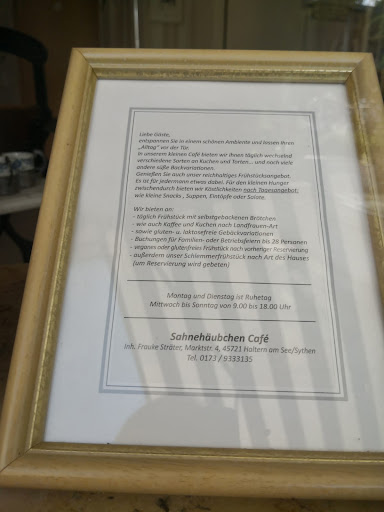 Liebe Gäste,
entspannen Sie in einem schönen Ambiente und lassen Ihren
„Alltag" vor der Tür.
In unserem kleinen Café bieten wir Ihnen täglich wechselnd
verschiedene Sorten an Kuchen und Torten... und noch viele
andere süße Backvariationen.
Genießen Sie auch unser reichhaltiges Frühstücksangebot.
Es ist für jedermann etwas dabei. Für den kleinen Hunger
zwischendurch bieten wir Köstlichkeiten nach Tagesangebot:
wie kleine Snacks , Suppen, Eintöpfe oder Salate.
Wir bieten an:
- täglich Frühstück mit selbstgebackenen Brötchen
- wie auch Kaffee und Kuchen nach Landfrauen-Art
- sowie gluten- u. laktosefreie Gebäckvariationen
- Buchungen für Familien- oder Betriebsfeiern bis 28 Personen
- veganes oder glutenfreies Frühstück nach vorheriger Reservierung
- außerdem unser Schlemmerfrühstück nach Art des Hauses
(um Reservierung wird gebeten)
Montag und Dienstag ist Ruhetag
Mittwoch bis Sonntag von 9.00 bis 18.00 Uhr
Sahnehäubchen Café
Inh. Frauke Sträter, Marktstr. 4, 45721 Haltern am See/Sythen
Tel. 0173 / 9333135